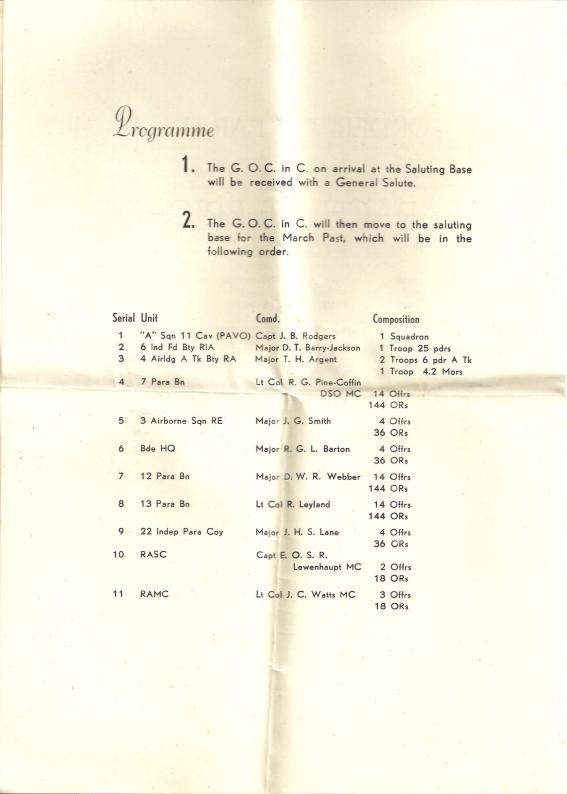 Programme
1. The G. O. C. in C. on arrival at the Saluting Base
will be received with a General Salute.
2. The G. O. C. in C. will then move to the saluting
base for the March Past, which will be in the
following order.
Serial Unit Comd. Composition
1 "A" Sqn 11 Cav (PAVO) Capt J. B. Rodgers 1 Squadron
2 6 Ind Fd Bty RIA Major D. T. Barry-Jackson 1 Troop 25 pdrs
3 4 Airldg A Tk Bty RA Major T. H. Argent 2 Troops 6 pdr A Tk
1 Troop 4.2 Mors
4 7 Para Bn Lt Col R. G. Pine-Coffin
DSO MC 14 Offrs
144 ORs
5 3 Airborne Sqn RE Major J. G. Smith 4 Offrs
36 ORs
6 Bde HQ Major R. G. L. Barton 4 Offrs
36 ORs
7 12 Para Bn Major D. W. R. Webber 14 Offrs
144 ORs
8 13 Para Bn Lt Col R. Leyland 14 Offrs
144 ORs
9 22 Indep Para Coy Major J. H. S. Lane 4 Offrs
36 ORs
10 RASC Capt E. O. S. R.
Lewenhaupt MC 2 Offrs
18 ORs
11 RAMC Lt Col J. C. Watts MC 3 Offrs
18 ORs